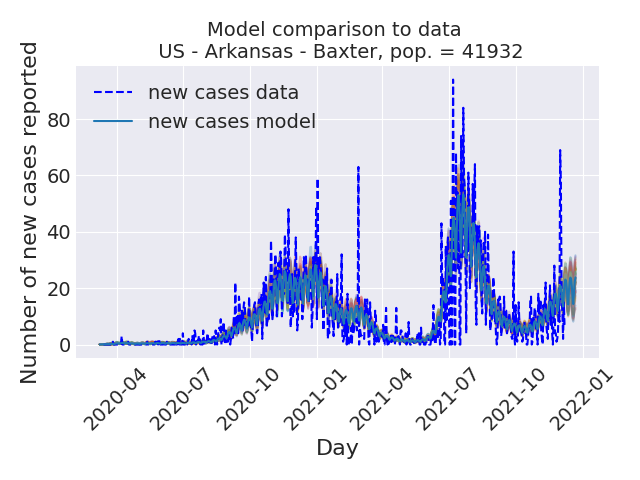 Model comparison to data
US - Arkansas - Baxter, pop. = 41932
Number of new cases reported
new cases data
new cases model
80
60
40
20
0
2020-04
2020-07
2020-10
2021-01
2021-04
2021-07
2021-10
2022-01
Day